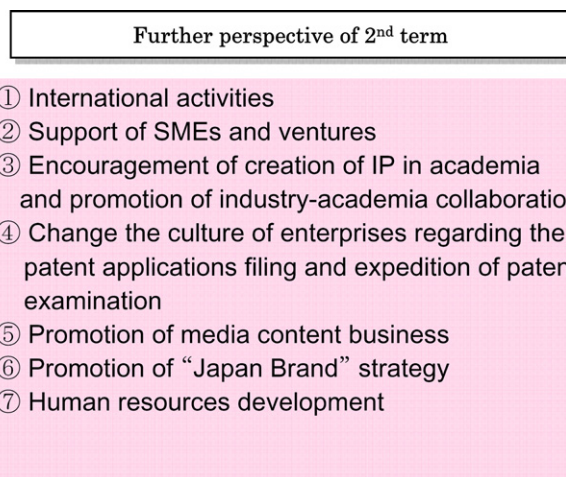 Further perspective of 2nd term
① International activities
② Support of SMEs and ventures
③ Encouragement of creation of IP in academia
and promotion of industry-academia collaboratio
④ Change the culture of enterprises regarding the
patent applications filing and expedition of paten
examination
⑤ Promotion of media content business
⑥ Promotion of “Japan Brand” strategy
⑦ Human resources development